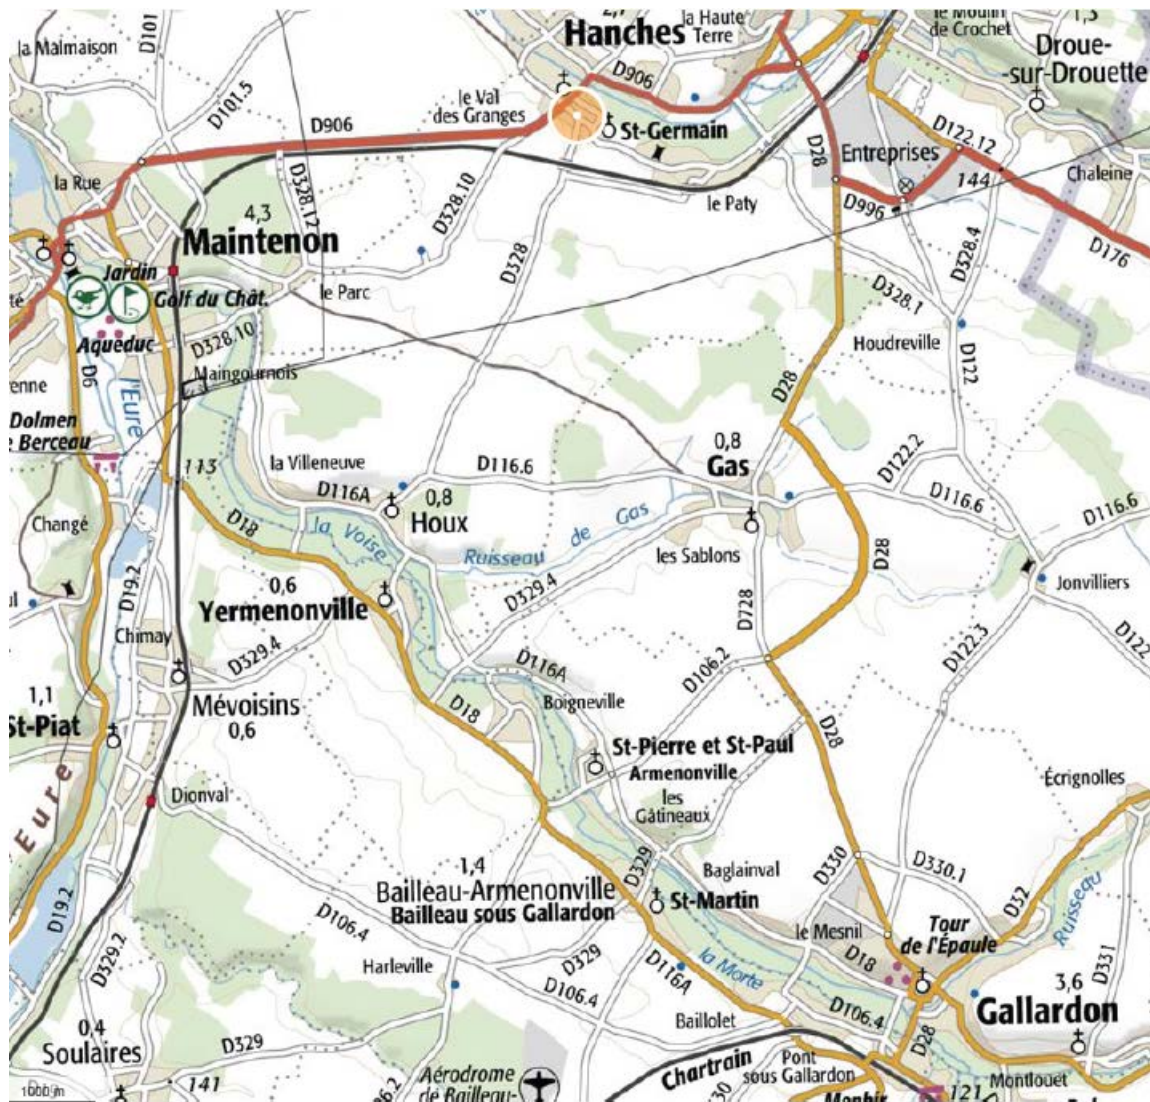 2,7
la Haute
Terre
le Moulin
de Crochet
1,3
la Malmaison
D101
Hanches
Droue-
-sur-Drouette
D906
D101.5
le Val
des Granges
D906
St-Germain
D28
Entreprises
D122.12
Chaleine
la Rue
D328.12
D328.10
le Paty
D996
144
D176
4,3
Maintenon
D328
D328.4
Jardin
Golf du Chât.
le Parc
té
D328.1
Aqueduc
D328.10
Houdreville
enne
D6
l'Eure
Maingournois
D28
D122
Dolmen
e Berceau
113
la Villeneuve
D116.6
0,8
Gas
D122.2
D116A
0,8
Houx
D116.6
D116.6
Changé
D18
la Voise
Ruisseau de Gas
les Sablons
D28
Jonvilliers
D19.2
0,6
Yermenonville
D329.4
D728
ul
Chimay
D329.4
D116A
D106.2
D122.3
D122
1,1
St-Piat
Mévoisins
0,6
D18
Boigneville
D28
St-Pierre et St-Paul
Armenonville
Écrignolles
Dionval
les
Gâtineaux
Eure
D329
Baglainval
D330
D330.1
1,4
Bailleau-Armenonville
Bailleau sous Gallardon
St-Martin
D32
Ruisseau
D19.2
D106.4
le Mesnil
Tour
de l'Épaule
D329.2
Harleville
D329
D116A
la Morte
D18
D331
D106.4
3,6
Gallardon
Baillolet
D106.4
D28
0,4
Soulaires
D329
Chartrain
Pont
sous Gallardon
Montlouet
141
Aérodrome
de Bailleau-
121
1000 m